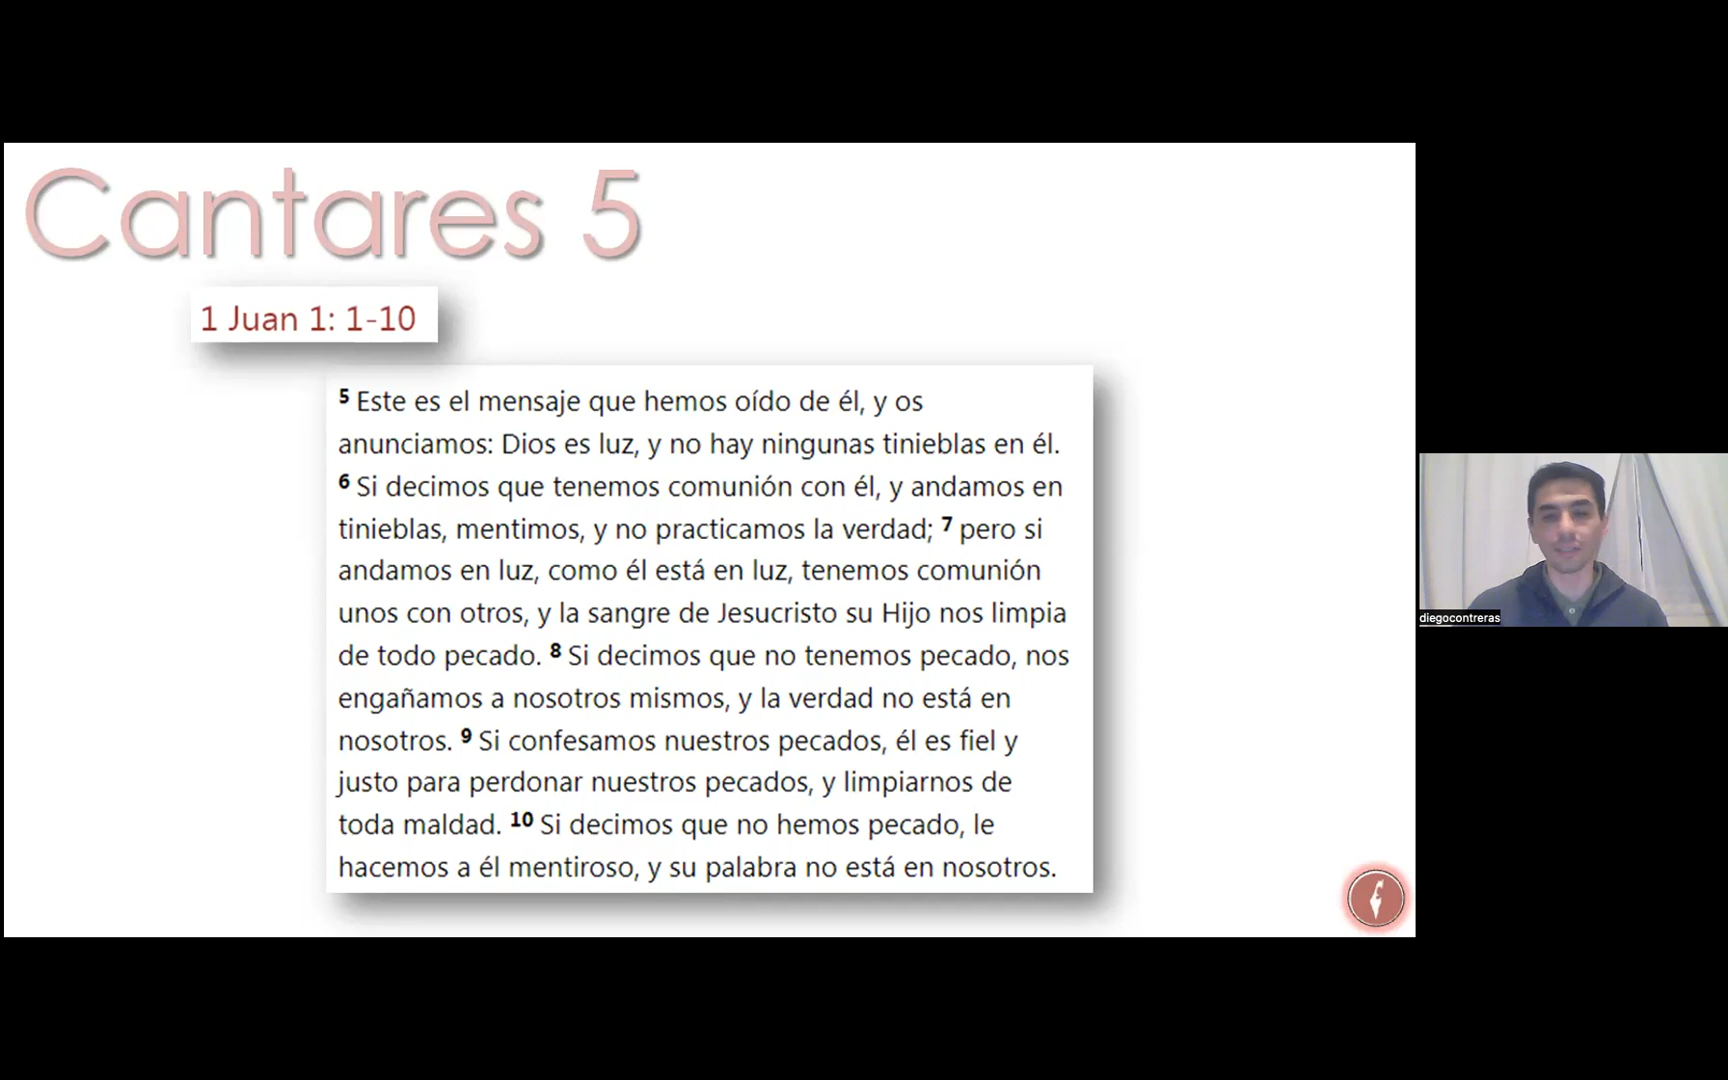 Cantares 5
1 Juan 1: 1-10
5 Este es el mensaje que hemos oído de él, y os
anunciamos: Dios es luz, y no hay ningunas tinieblas en él.
6 Si decimos que tenemos comunión con él, y andamos en
tinieblas, mentimos, y no practicamos la verdad; 7 pero si
andamos en luz, como él está en luz, tenemos comunión
unos con otros, y la sangre de Jesucristo su Hijo nos limpia
de todo pecado. 8 Si decimos que no tenemos pecado, nos
engañamos a nosotros mismos, y la verdad no está en
nosotros. 9 Si confesamos nuestros pecados, él es fiel y
justo para perdonar nuestros pecados, y limpiarnos de
toda maldad. 10 Si decimos que no hemos pecado, le
hacemos a él mentiroso, y su palabra no está en nosotros.
diegocontreras